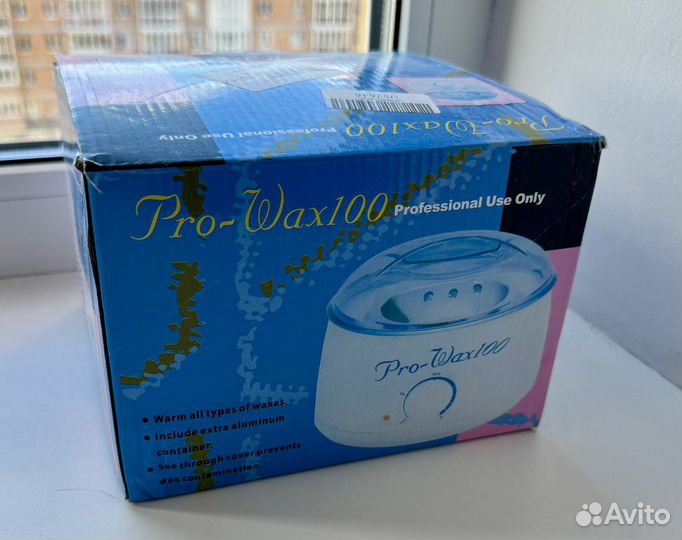 Pro-Wax100 Professional Use Only
Pro-Wax100 Professional Use Only
Pro-Wax100
• Warm all types of waxes.
• Include extra aluminum
container.
• See through cover prevents
wax contamination.
Avito